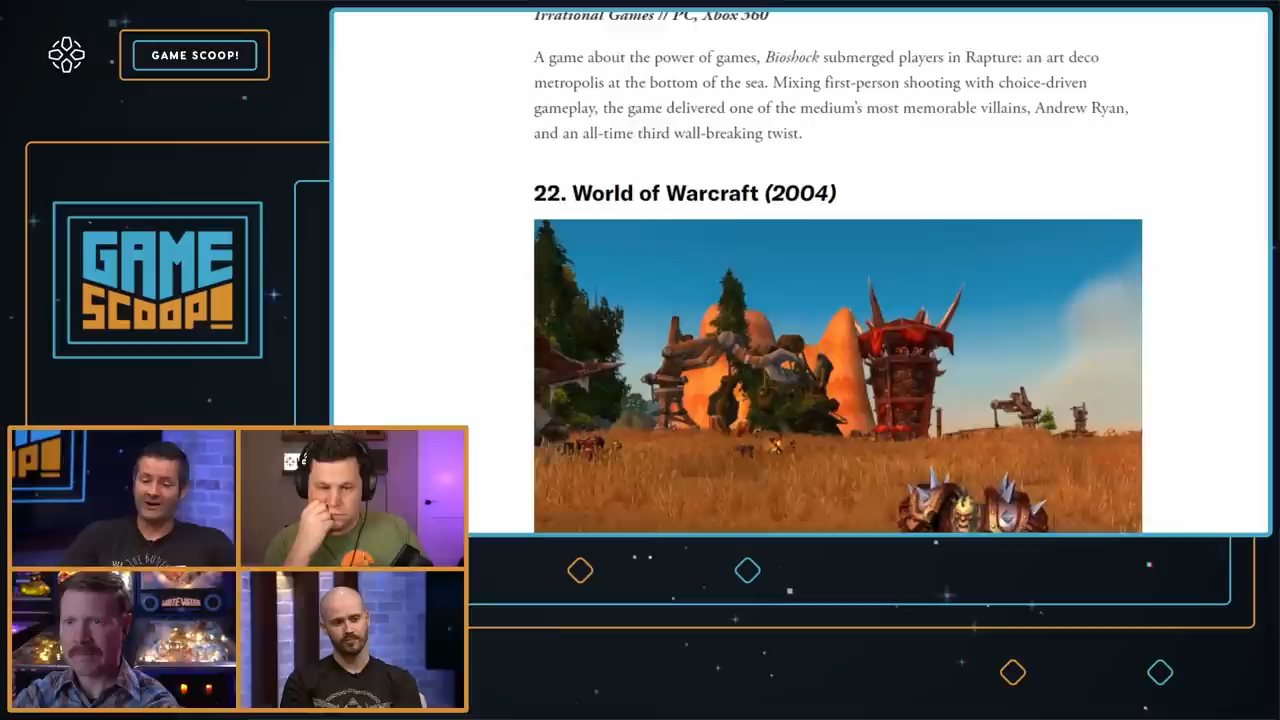 GAME SCOOP!
Irrational Games // PC, Xbox 360
A game about the power of games, Bioshock submerged players in Rapture: an art deco
metropolis at the bottom of the sea. Mixing first-person shooting with choice-driven
gameplay, the game delivered one of the medium's most memorable villains, Andrew Ryan,
and an all-time third wall-breaking twist.
22. World of Warcraft (2004)
GAME
SCOOP!
P!
WHITE WATER